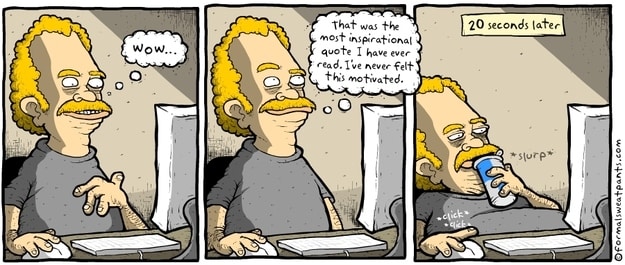 Wow...
That was the
most inspirational
quote I have ever
read. I've never felt
this motivated.
20 seconds later
*slurp*
*click*
*click*
©formalsweatpants.com